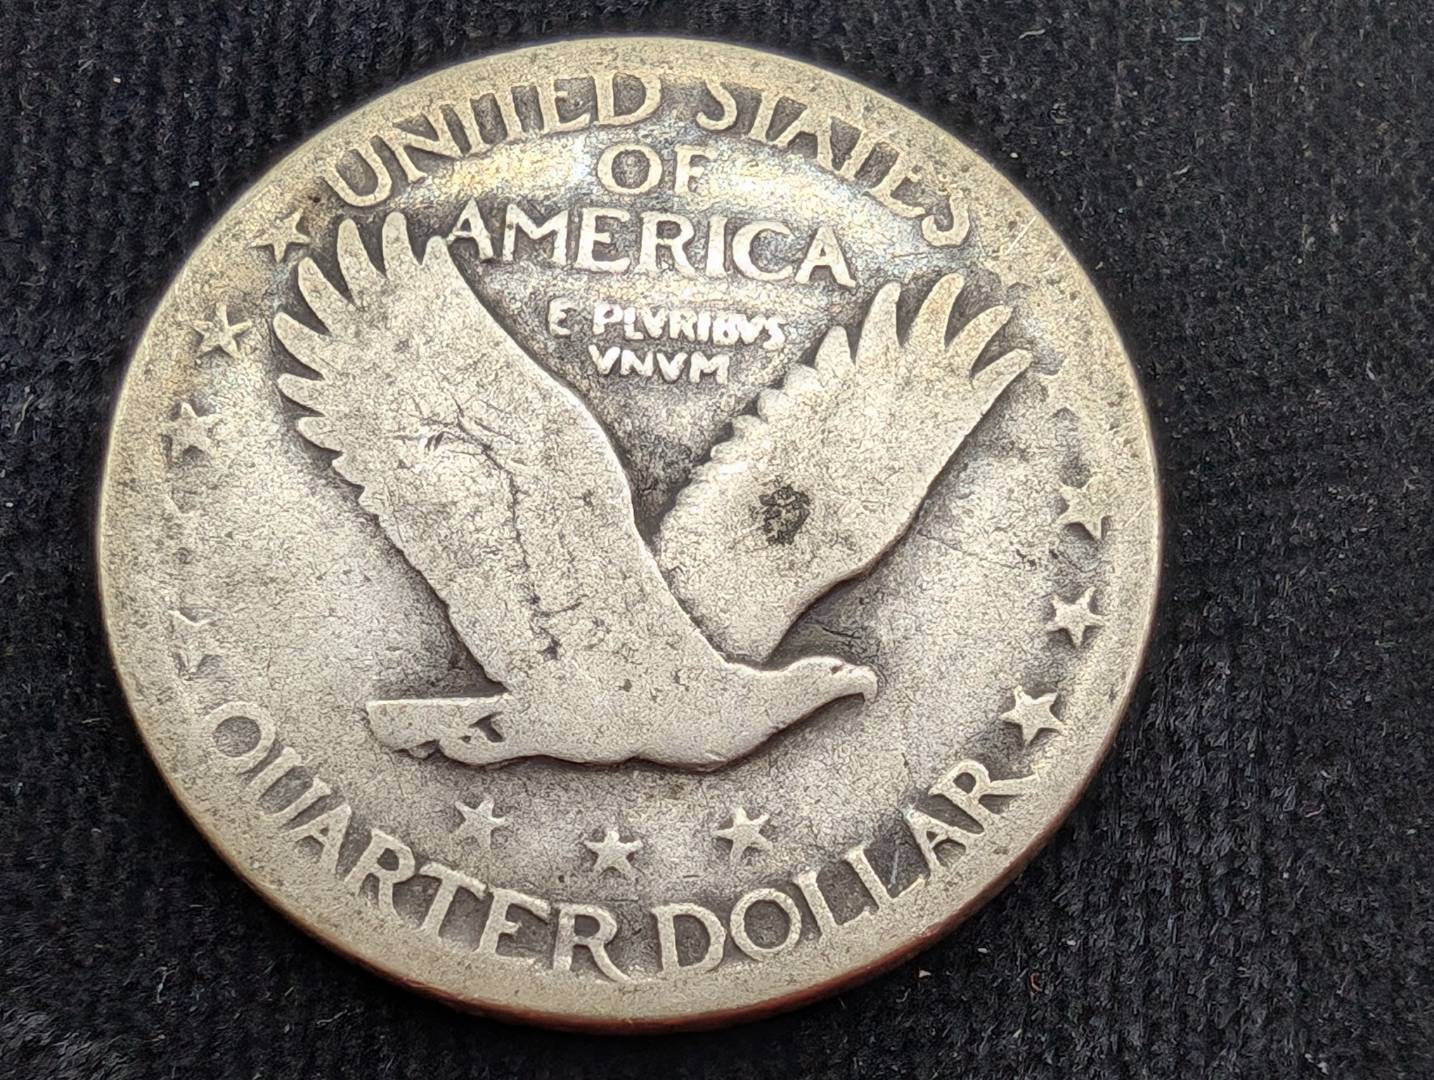 UNITED STATES
OF
AMERICA
E PLVRIBVS
VNVM
QUARTER DOLLAR